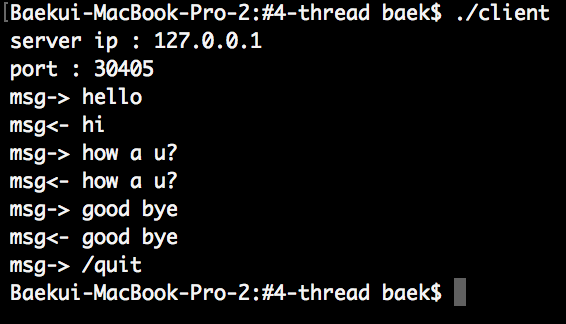 [Baekui-MacBook-Pro-2:#4-thread baek$ ./client
server ip : 127.0.0.1
port : 30405
msg-> hello
msg<- hi
msg-> how a u?
msg<- how a u?
msg-> good bye
msg<- good bye
msg-> /quit
Baekui-MacBook-Pro-2:#4-thread baek$